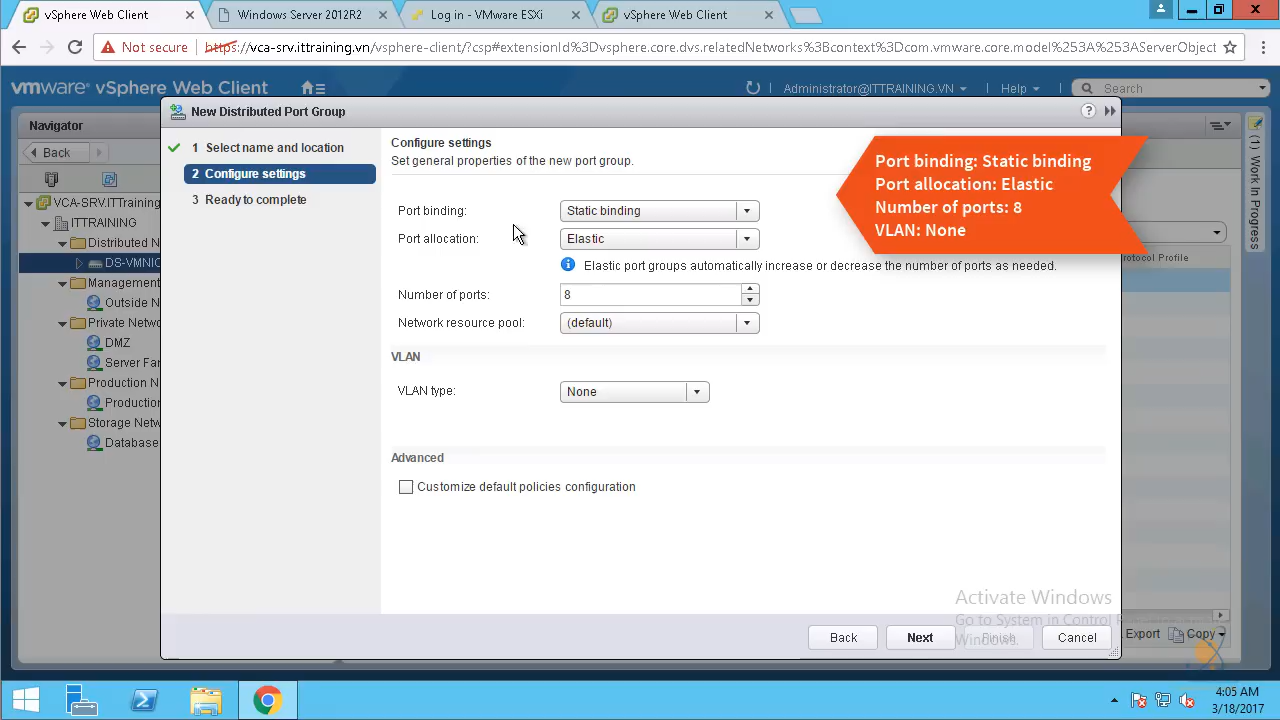 vSphere Web Client
Windows Server 2012R2
Log in - VMware ESXi
vSphere Web Client
Not secure
https://vca-srv.ittraining.vn/vsphere-client/?csp#extensionId%3Dvsphere.core.dvs.relatedNetworks%3Bcontext%3Dcom.vmware.core.model%253A%253AServerObject
vmware® vSphere Web Client
Administrator@ITTRAINING.VN
Help
Search
Navigator
Back
VCA-SRV.ITTraining
ITTRAINING
Distributed N
DS-VMNIC
Management
Outside N
Private Netw
DMZ
Server Far
Production N
Production
Storage Netw
Database
New Distributed Port Group
1 Select name and location
2 Configure settings
3 Ready to complete
Configure settings
Set general properties of the new port group.
Port binding:
Static binding
Port allocation:
Elastic
Elastic port groups automatically increase or decrease the number of ports as needed.
Number of ports:
8
Network resource pool:
(default)
VLAN
VLAN type:
None
Advanced
Customize default policies configuration
Port binding: Static binding
Port allocation: Elastic
Number of ports: 8
VLAN: None
rotocol Profile
(1) Work In Progress
Activate Windows
Go to System in Control
Windows.
Back
Next
Finish
Cancel
Export
Copy
4:05 AM
3/18/2017